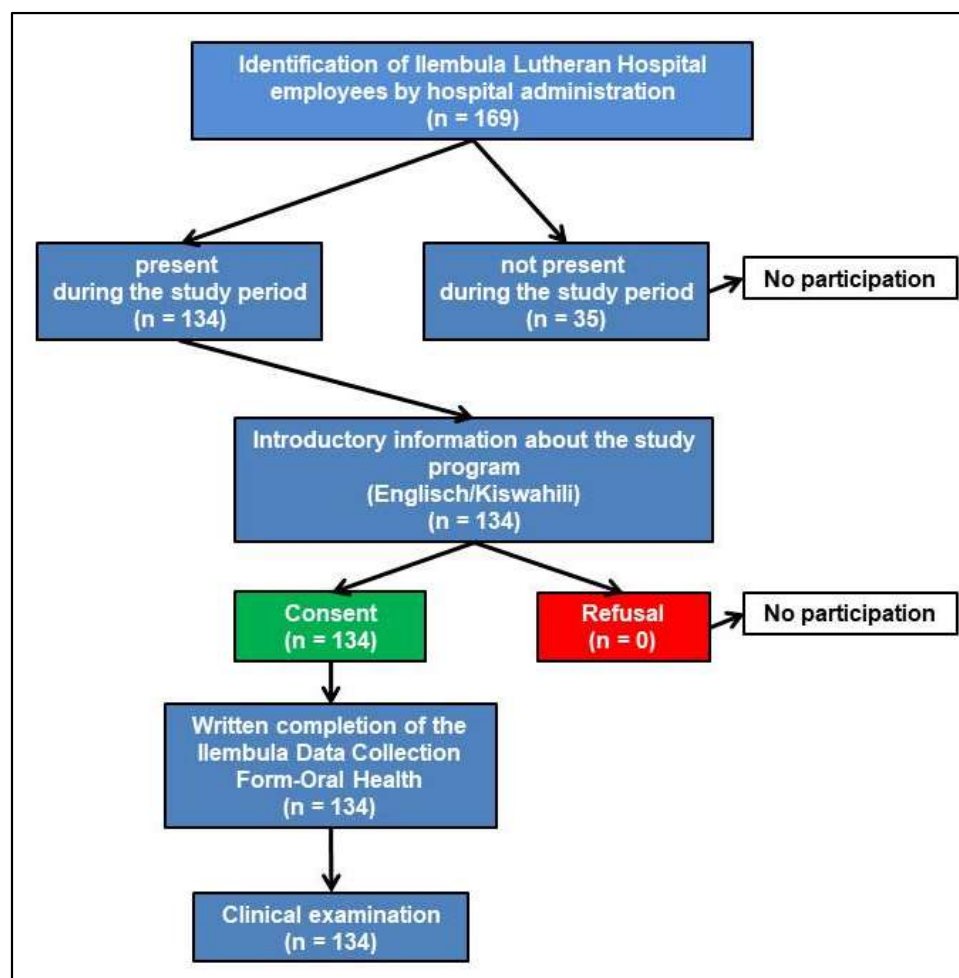 Identification of Ilembula Lutheran Hospital
employees by hospital administration
(n = 169)
present
during the study period
(n = 134)
not present
during the study period
(n = 35)
No participation
Introductory information about the study
program
(Englisch/Kiswahili)
(n = 134)
Consent
(n = 134)
Refusal
(n = 0)
No participation
Written completion of the
Ilembula Data Collection
Form-Oral Health
(n = 134)
Clinical examination
(n = 134)